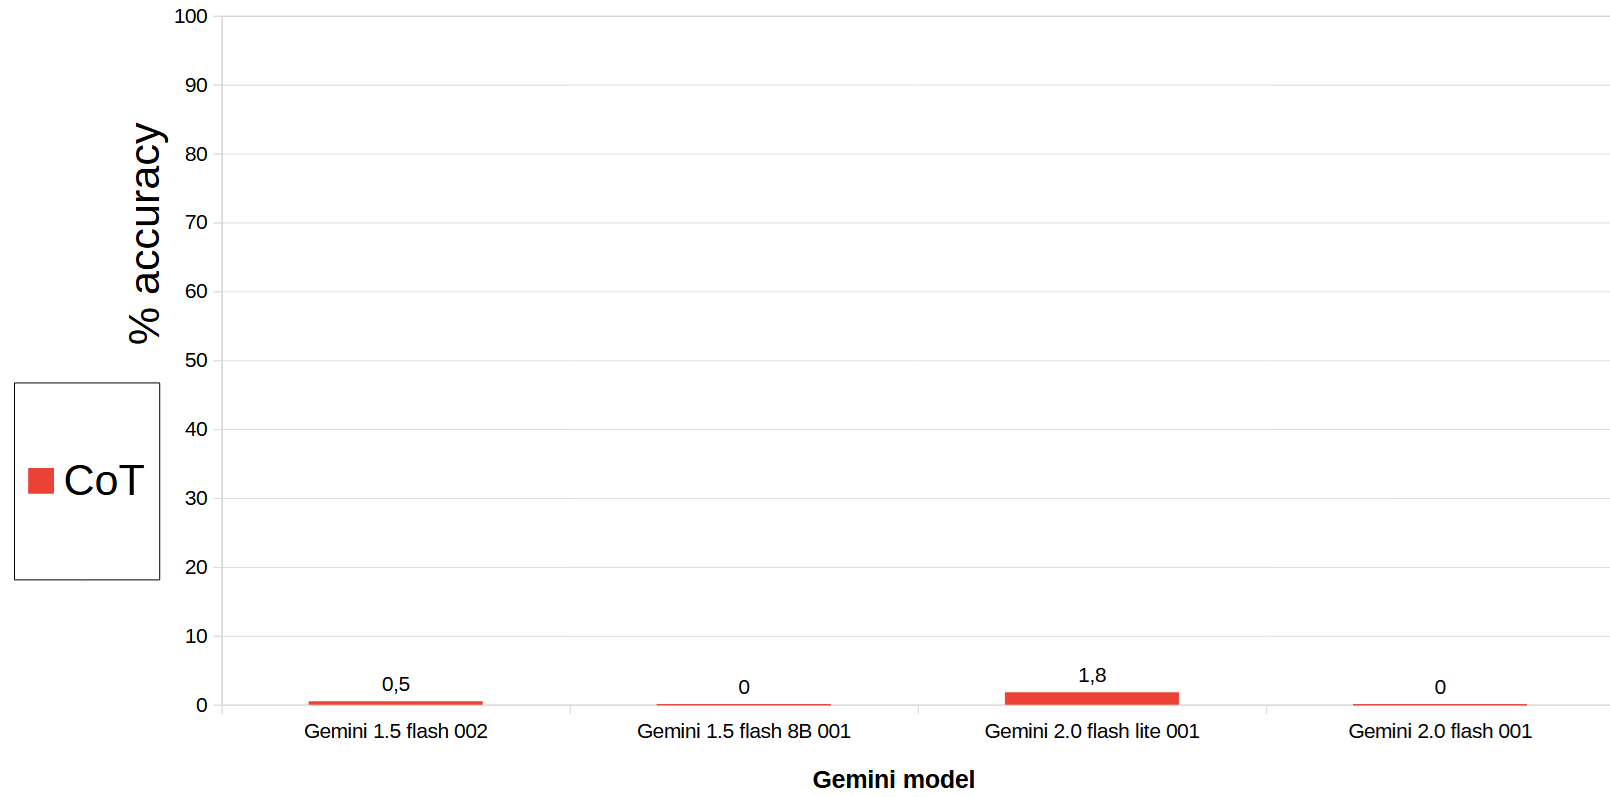 % accuracy
100
90
80
70
60
50
40
30
20
10
0
CoT
0,5
0
1,8
0
Gemini 1.5 flash 002
Gemini 1.5 flash 8B 001
Gemini 2.0 flash lite 001
Gemini 2.0 flash 001
Gemini model